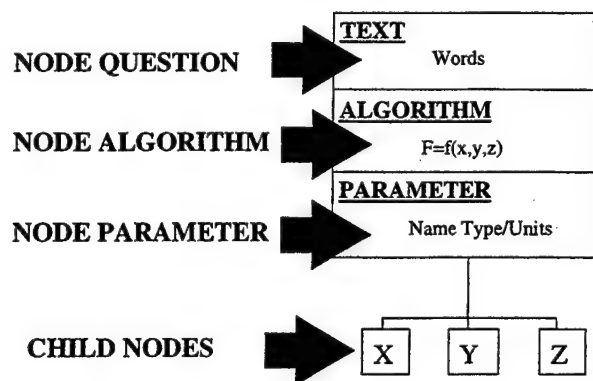 TEXT
NODE QUESTION Words
ALGORITHM
NODE ALGORITHM F=f(x,y,z)
PARAMETER
NODE PARAMETER Name Type/Units
CHILD NODES X Y Z